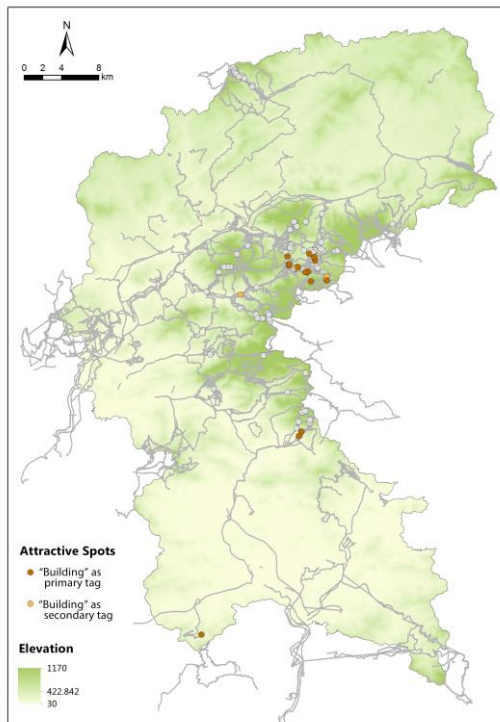 N
0 2 4 8
km
Attractive Spots
"Building" as
primary tag
"Building" as
secondary tag
Elevation
1170
422.842
30